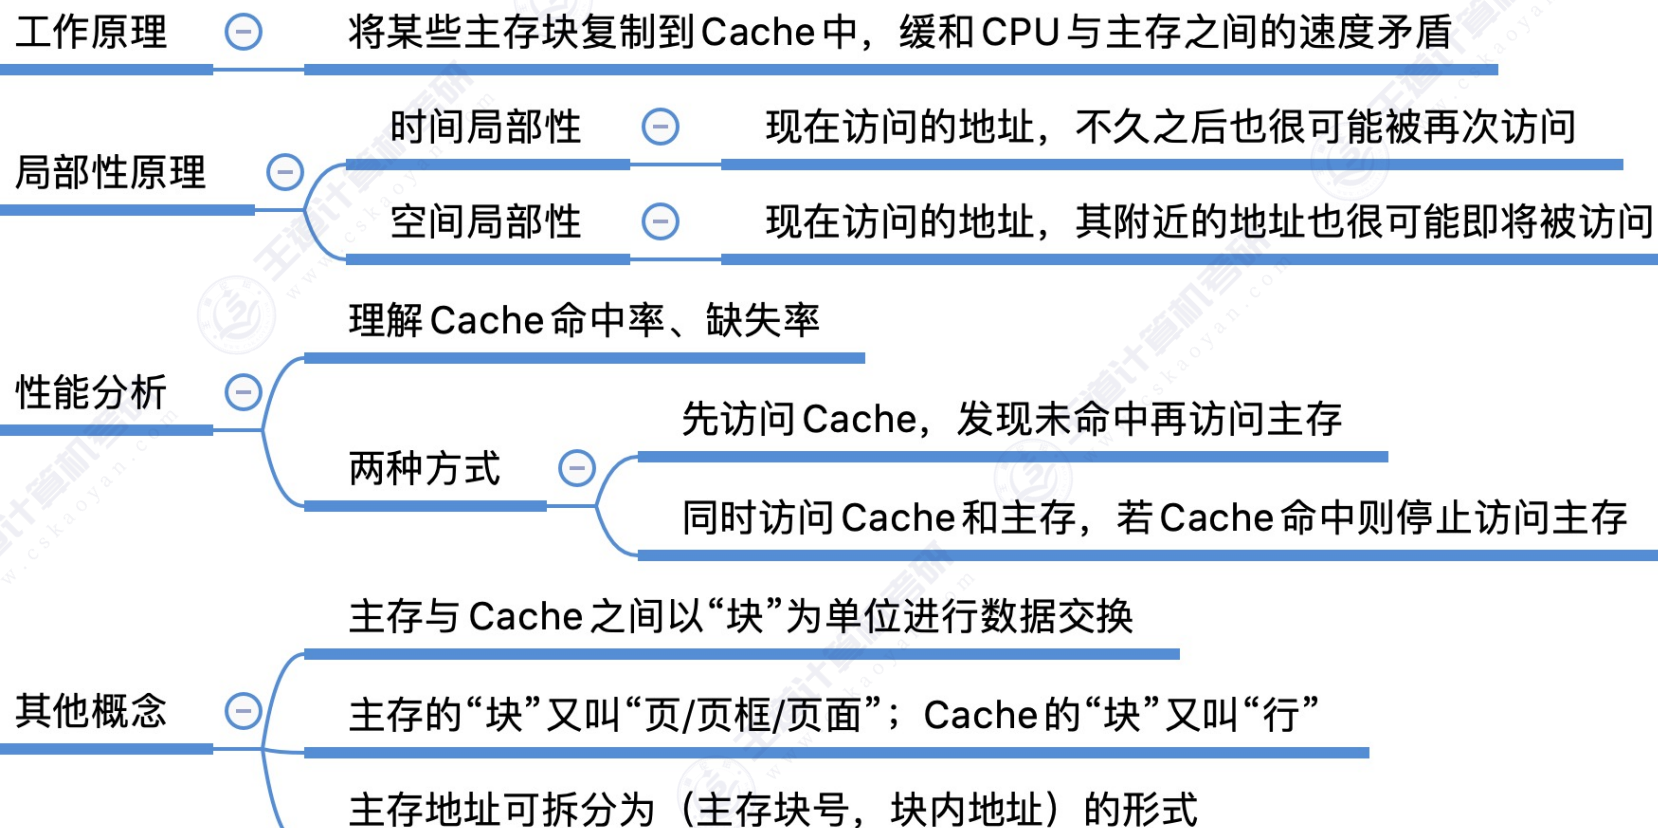 工作原理
将某些主存块复制到Cache中，缓和CPU与主存之间的速度矛盾
局部性原理
时间局部性
现在访问的地址，不久之后也很可能被再次访问
空间局部性
现在访问的地址，其附近的地址也很可能即将被访问
性能分析
理解Cache命中率、缺失率
两种方式
先访问Cache，发现未命中再访问主存
同时访问Cache和主存，若Cache命中则停止访问主存
其他概念
主存与Cache之间以“块”为单位进行数据交换
主存的“块”又叫“页/页框/页面”；Cache的“块”又叫“行”
主存地址可拆分为（主存块号，块内地址）的形式
王道计算机考研
www.cskaoyan.com